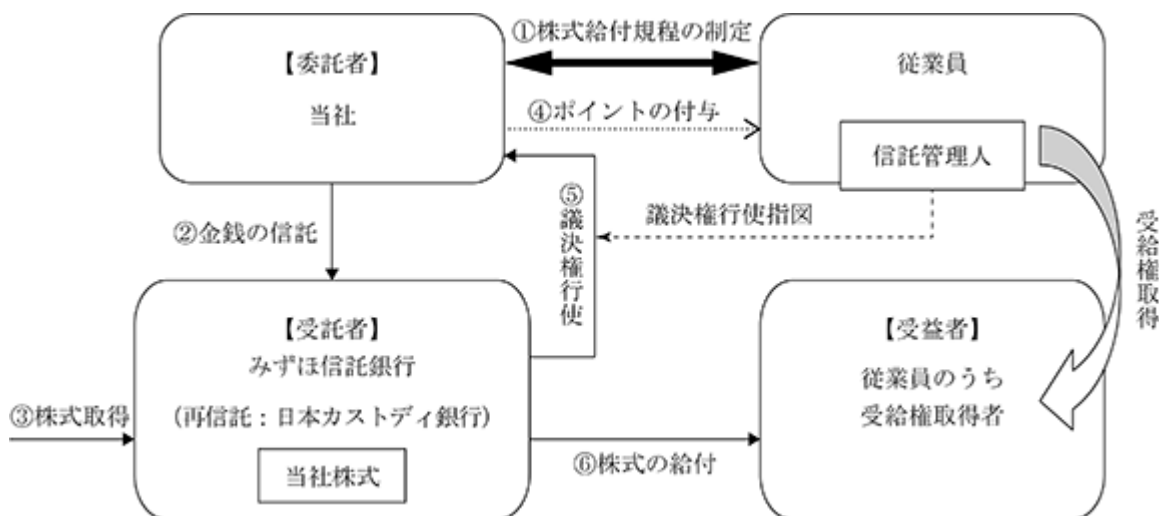 ①株式給付規程の制定
【委託者】
当社
従業員
④ポイントの付与
信託管理人
②金銭の信託
⑤議決権行使
議決権行使指図
受給権取得
【受託者】
みずほ信託銀行
(再信託：日本カストディ銀行)
当社株式
③株式取得
【受益者】
従業員のうち
受給権取得者
⑥株式の給付